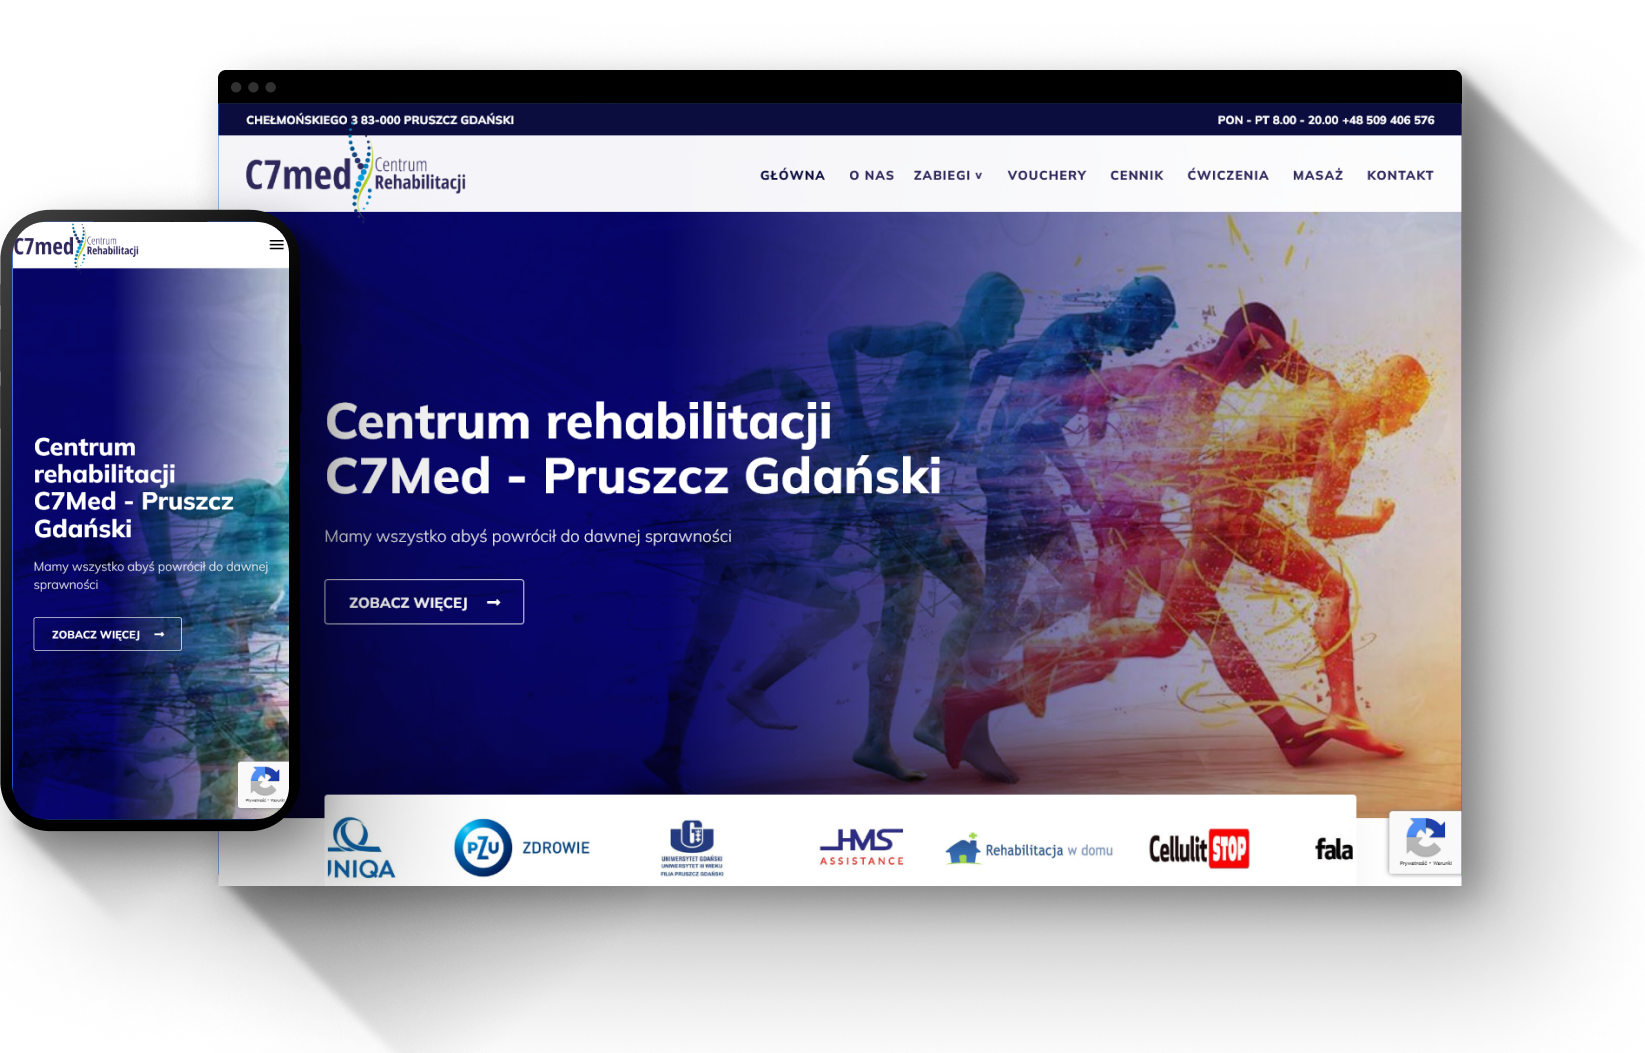 CHEŁMOŃSKIEGO 3 83-000 PRUSZCZ GDAŃSKI
PON - PT 8.00 - 20.00 +48 509 406 576
C7med Centrum
Rehabilitacji
GŁÓWNA O NAS ZABIEGI v VOUCHERY CENNIK ĆWICZENIA MASAŻ KONTAKT
Centrum rehabilitacji
C7Med - Pruszcz Gdański
Mamy wszystko abyś powrócił do dawnej sprawności
ZOBACZ WIĘCEJ →
UNIQA
PZU ZDROWIE
UNIWERSYTET GDAŃSKI
UNIWERSYTET III WIEKU
FILIA PRUSZCZ GDAŃSKI
HMS
ASSISTANCE
Rehabilitacja w domu
Cellulit STOP
fala
Prywatność - Warunki
C7med Centrum
Rehabilitacji
Centrum
rehabilitacji
C7Med - Pruszcz
Gdański
Mamy wszystko abyś powrócił do dawnej
sprawności
ZOBACZ WIĘCEJ →
Prywatność - Warunki